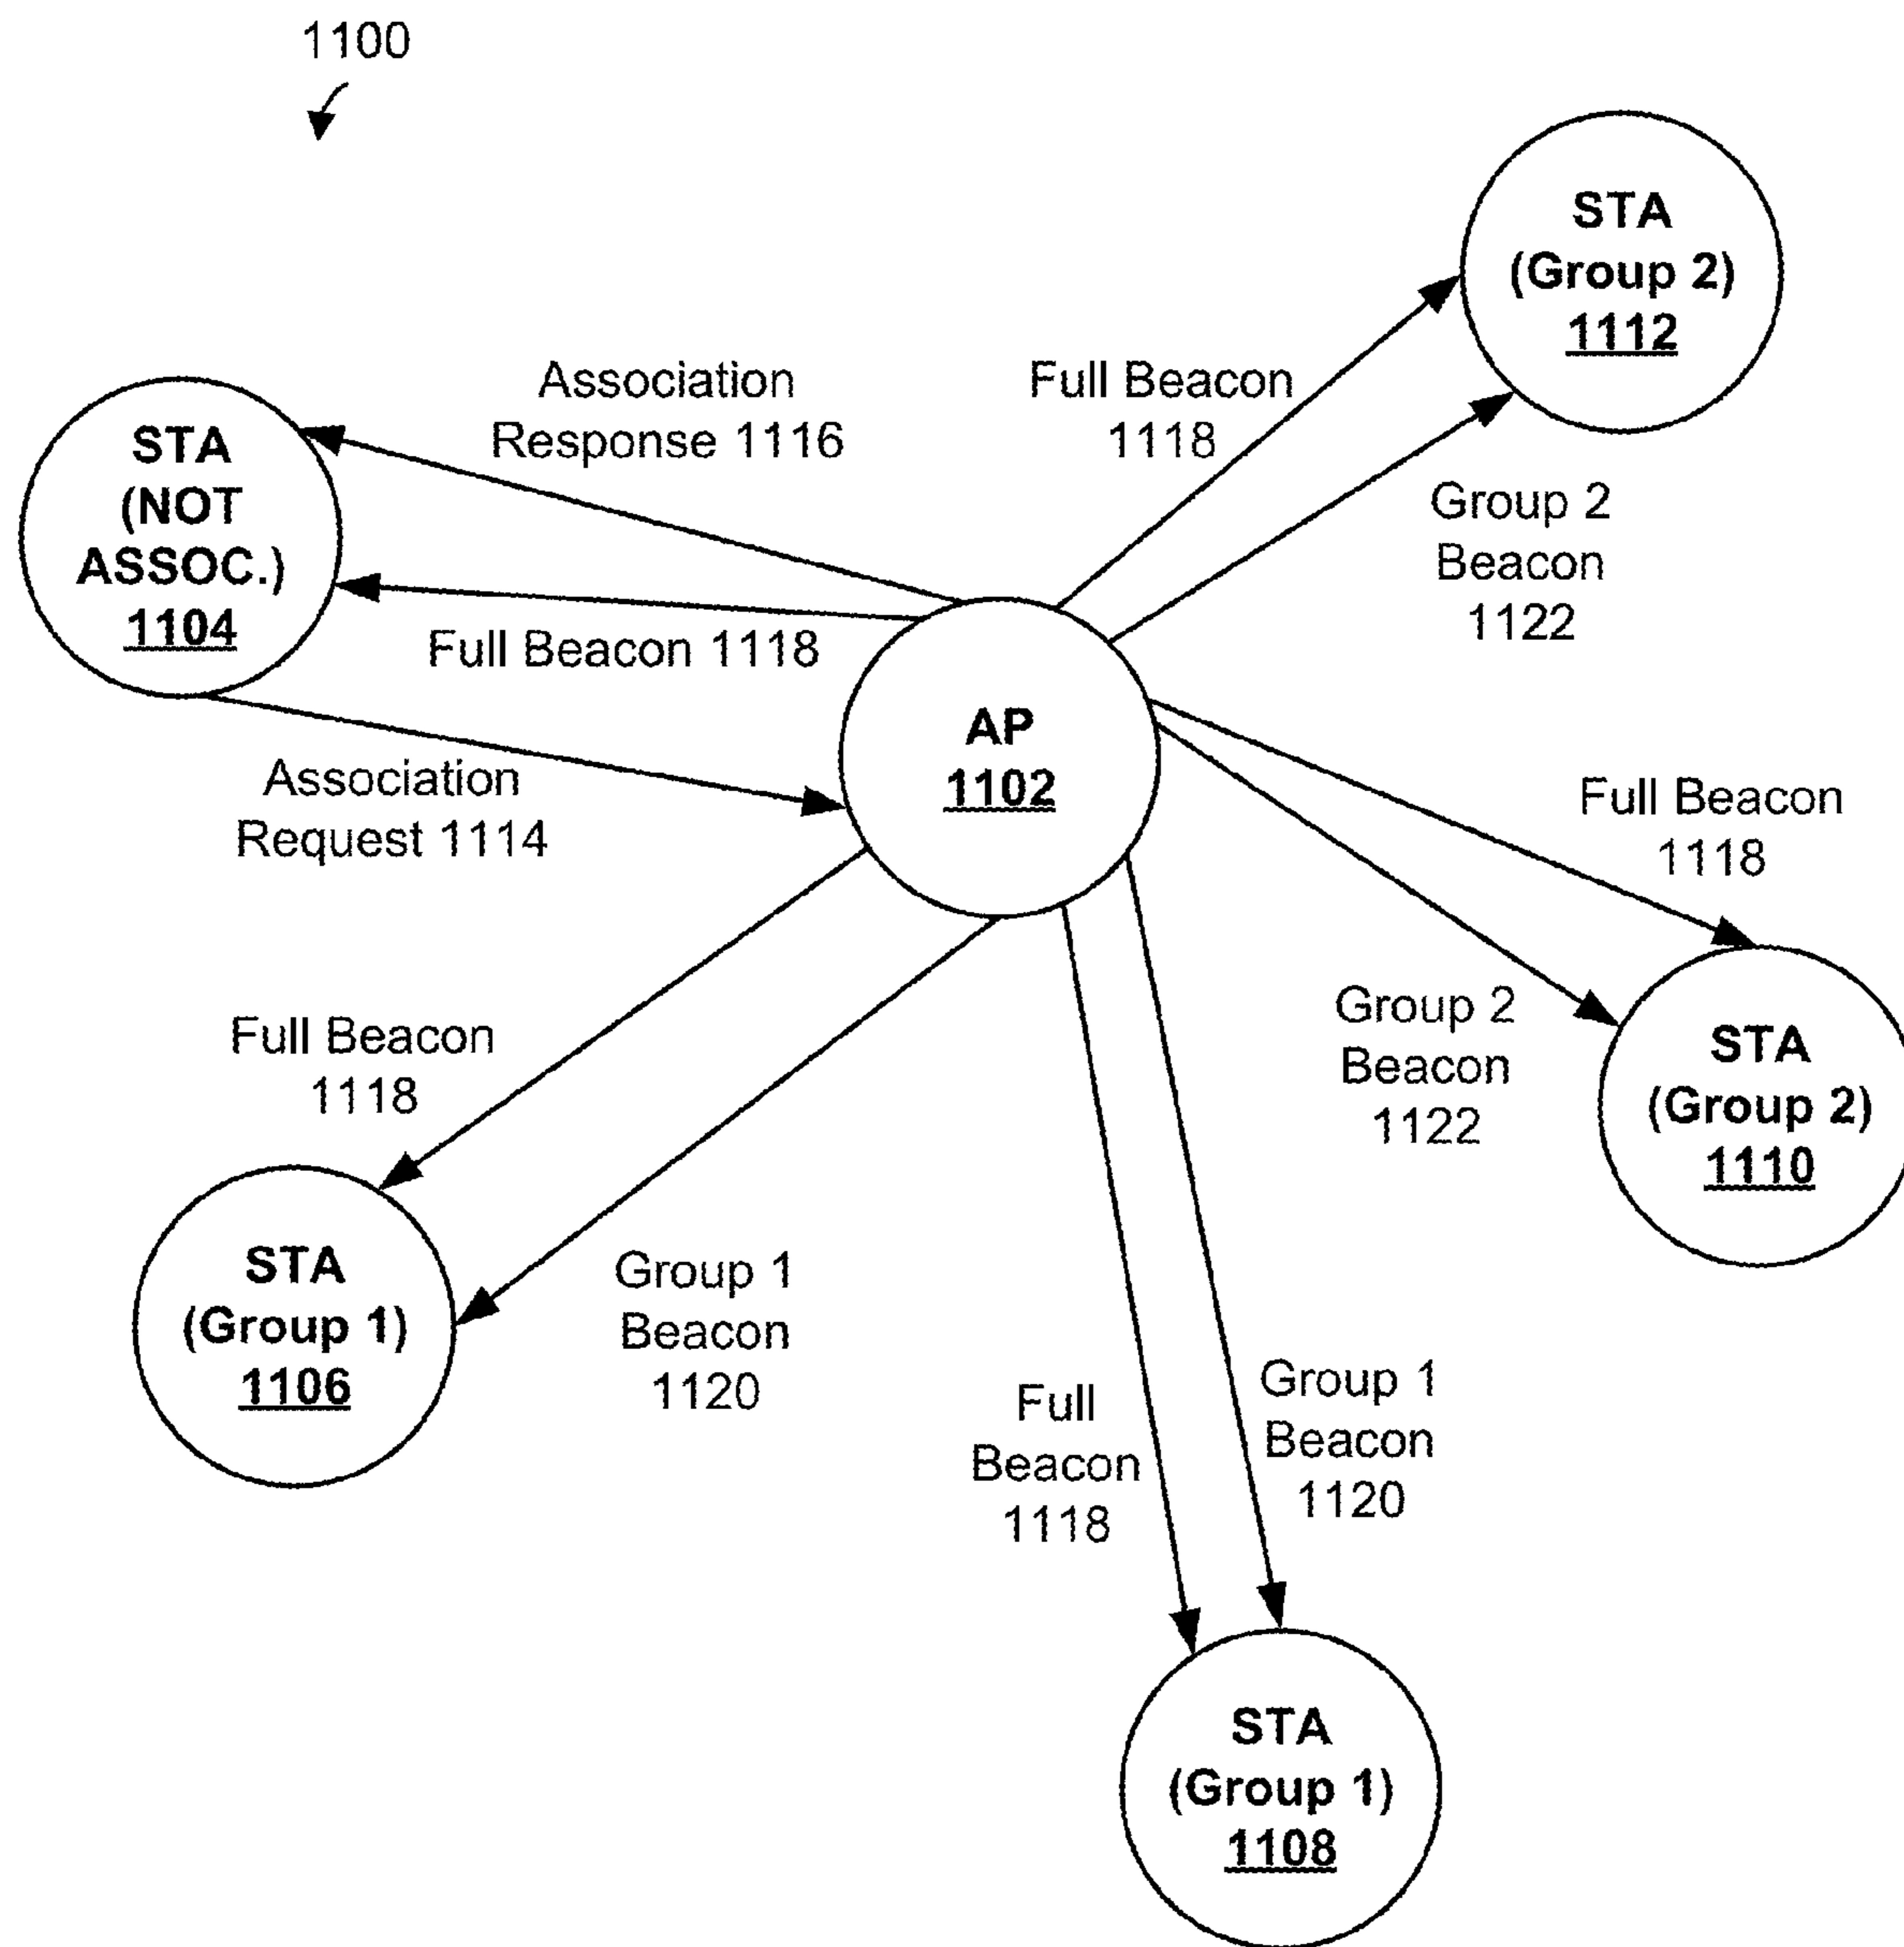 1100
STA
(Group 2)
1112
Association
Response 1116
Full Beacon
1118
Group 2
Beacon
1122
STA
(NOT
ASSOC.)
1104
Full Beacon 1118
AP
1102
Association
Request 1114
Full Beacon
1118
Group 2
Beacon
1122
STA
(Group 2)
1110
Full Beacon
1118
STA
(Group 1)
1106
Group 1
Beacon
1120
Full
Beacon
1118
Group 1
Beacon
1120
STA
(Group 1)
1108